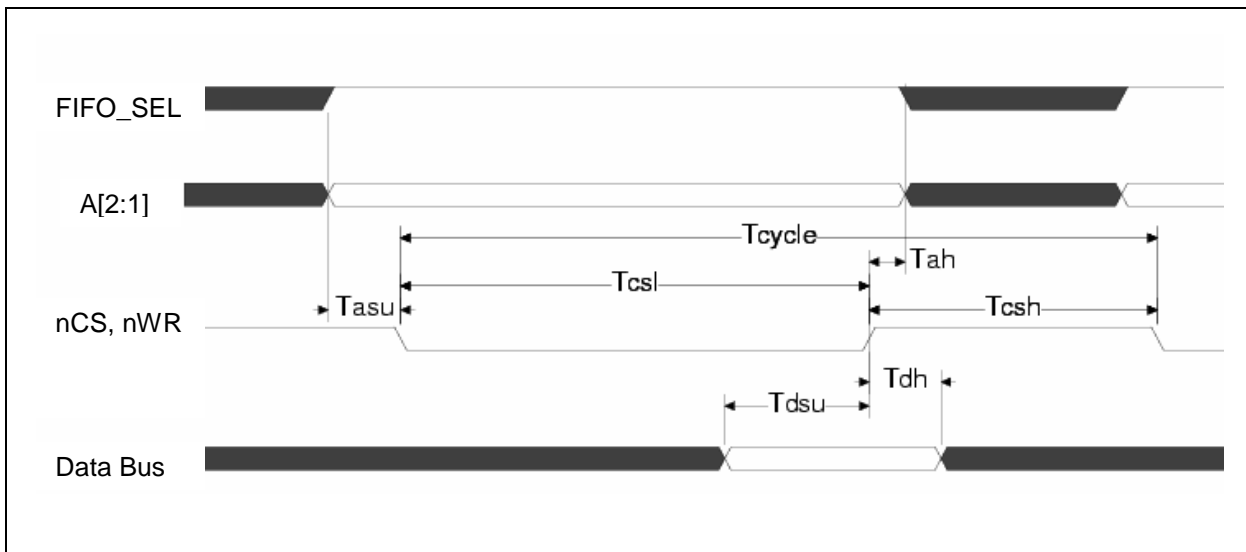 FIFO_SEL
A[2:1]
Tcycle
Tah
Tcsl
Tasu
Tcsh
nCS, nWR
Tdh
Tdsu
Data Bus